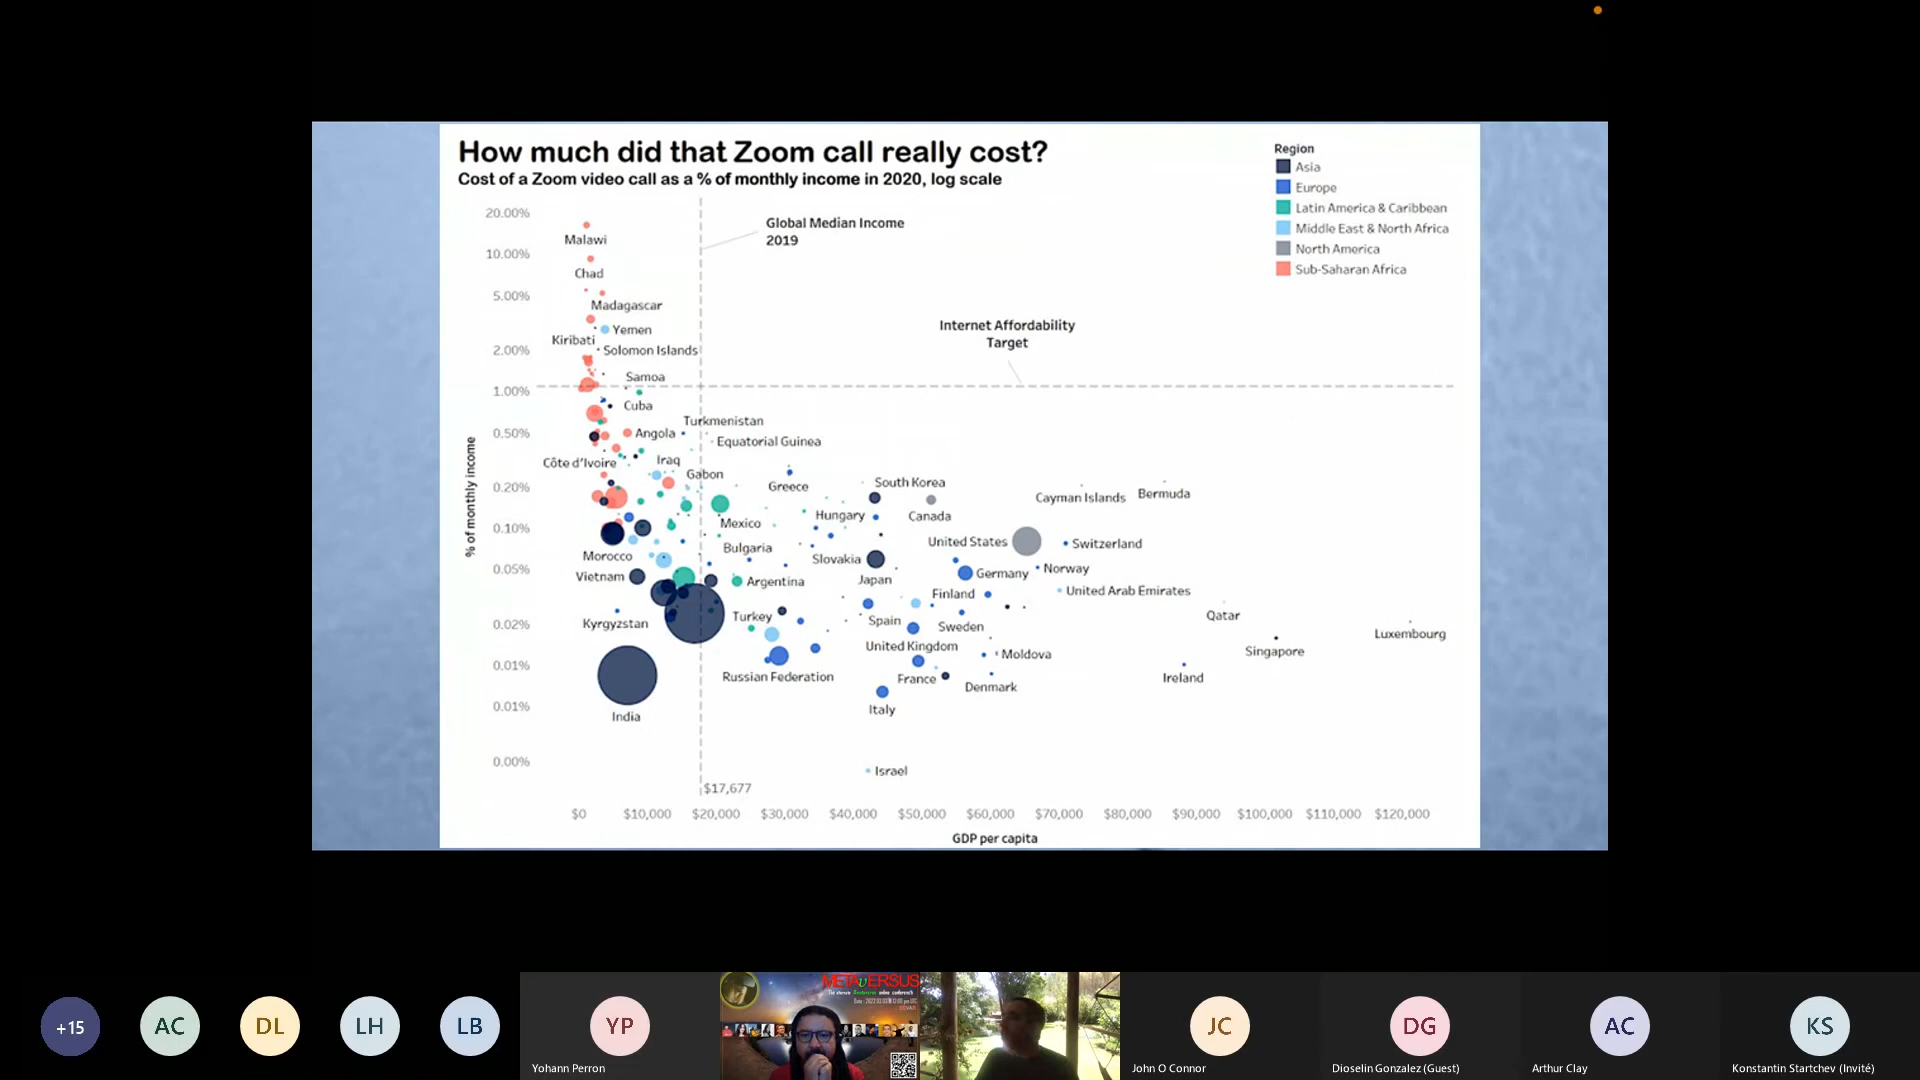 How much did that Zoom call really cost?
Cost of a Zoom video call as a % of monthly income in 2020, log scale
Region
Asia
Europe
Latin America & Caribbean
Middle East & North Africa
North America
Sub-Saharan Africa
Global Median Income
2019
Internet Affordability
Target
% of monthly income
20.00%
10.00%
5.00%
2.00%
1.00%
0.50%
0.20%
0.10%
0.05%
0.02%
0.01%
0.01%
0.00%
Malawi
Chad
Madagascar
Yemen
Kiribati
Solomon Islands
Samoa
Cuba
Turkmenistan
Angola
Equatorial Guinea
Côte d'Ivoire
Iraq
Gabon
Greece
South Korea
Cayman Islands
Bermuda
Mexico
Hungary
Canada
United States
Switzerland
Morocco
Bulgaria
Slovakia
Vietnam
Argentina
Japan
Germany
Norway
Finland
United Arab Emirates
Kyrgyzstan
Turkey
Spain
Sweden
Qatar
Luxembourg
United Kingdom
Moldova
Singapore
Russian Federation
France
Denmark
Ireland
India
Italy
Israel
$17,677
$0
$10,000
$20,000
$30,000
$40,000
$50,000
$60,000
$70,000
$80,000
$90,000
$100,000
$110,000
$120,000
GDP per capita
+15
AC
DL
LH
LB
YP
Yohann Perron
METAVERSUS
JC
John O Connor
DG
Dioselin Gonzalez (Guest)
AC
Arthur Clay
KS
Konstantin Startchev (Invité)